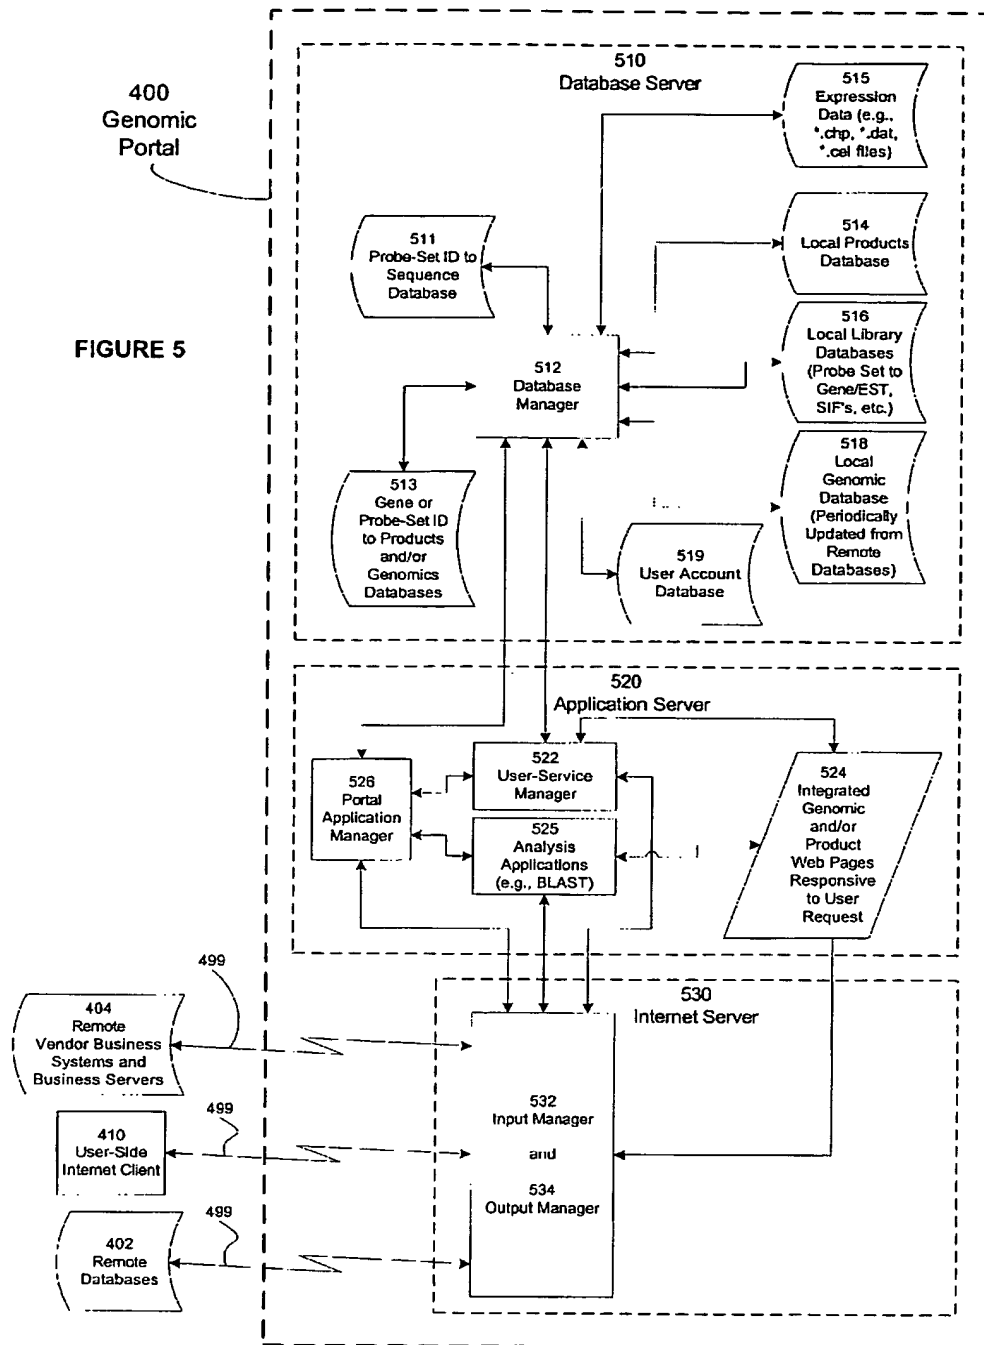 400
Genomic
Portal
FIGURE 5
510
Database Server
515
Expression
Data (e.g.,
*.chp, *.dat,
*.cel files)
511
Probe-Set ID to
Sequence
Database
514
Local Products
Database
512
Database
Manager
516
Local Library
Databases
(Probe Set to
Gene/EST,
SIF's, etc.)
513
Gene or
Probe-Set ID
to Products
and/or
Genomics
Databases
518
Local
Genomic
Database
(Periodically
Updated from
Remote
Databases)
519
User Account
Database
520
Application Server
526
Portal
Application
Manager
522
User-Service
Manager
525
Analysis
Applications
(e.g., BLAST)
524
Integrated
Genomic
and/or
Product
Web Pages
Responsive
to User
Request
530
Internet Server
499
404
Remote
Vendor Business
Systems and
Business Servers
499
410
User-Side
Internet Client
499
402
Remote
Databases
532
Input Manager
and
534
Output Manager